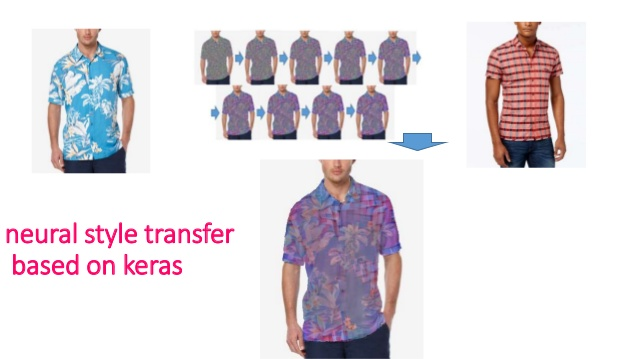 neural style transfer
based on keras